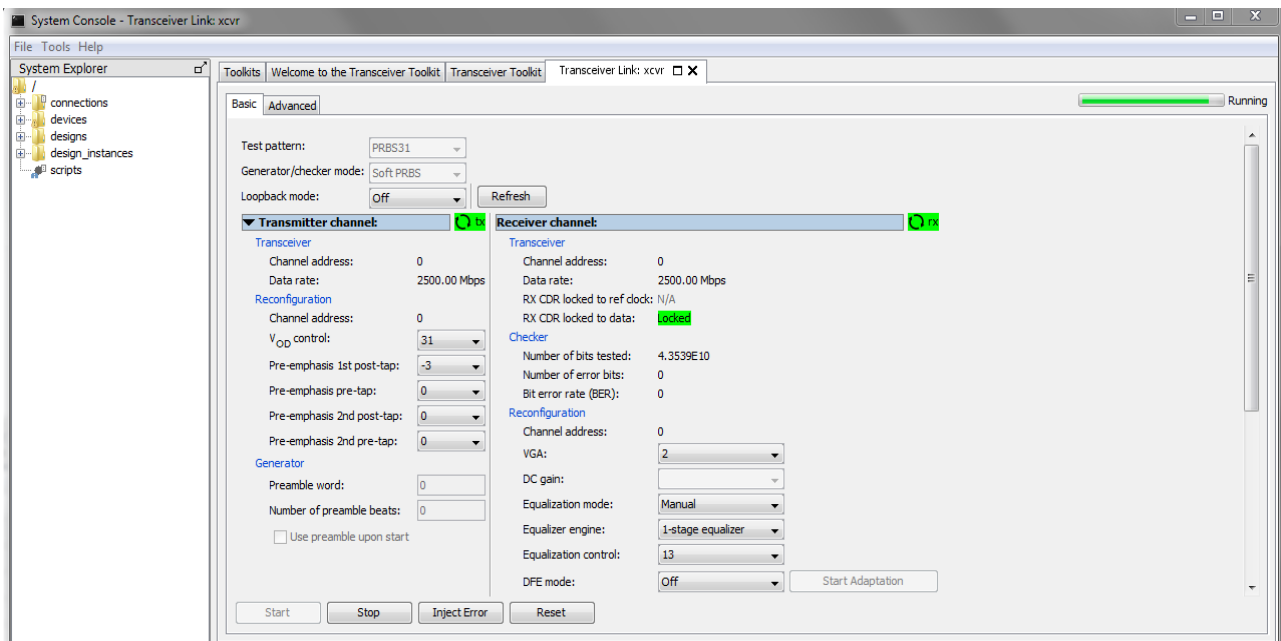 System Console - Transceiver Link: xcvr
File Tools Help
System Explorer
/
connections
devices
designs
design_instances
scripts
Toolkits Welcome to the Transceiver Toolkit Transceiver Toolkit Transceiver Link: xcvr
Basic Advanced
Running
Test pattern: PRBS31
Generator/checker mode: Soft PRBS
Loopback mode: Off Refresh
Transmitter channel: tx
Transceiver
Channel address: 0
Data rate: 2500.00 Mbps
Reconfiguration
Channel address: 0
VOD control: 31
Pre-emphasis 1st post-tap: -3
Pre-emphasis pre-tap: 0
Pre-emphasis 2nd post-tap: 0
Pre-emphasis 2nd pre-tap: 0
Generator
Preamble word: 0
Number of preamble beats: 0
Use preamble upon start
Receiver channel: rx
Transceiver
Channel address: 0
Data rate: 2500.00 Mbps
RX CDR locked to ref clock: N/A
RX CDR locked to data: Locked
Checker
Number of bits tested: 4.3539E10
Number of error bits: 0
Bit error rate (BER): 0
Reconfiguration
Channel address: 0
VGA: 2
DC gain:
Equalization mode: Manual
Equalizer engine: 1-stage equalizer
Equalization control: 13
DFE mode: Off Start Adaptation
Start Stop Inject Error Reset